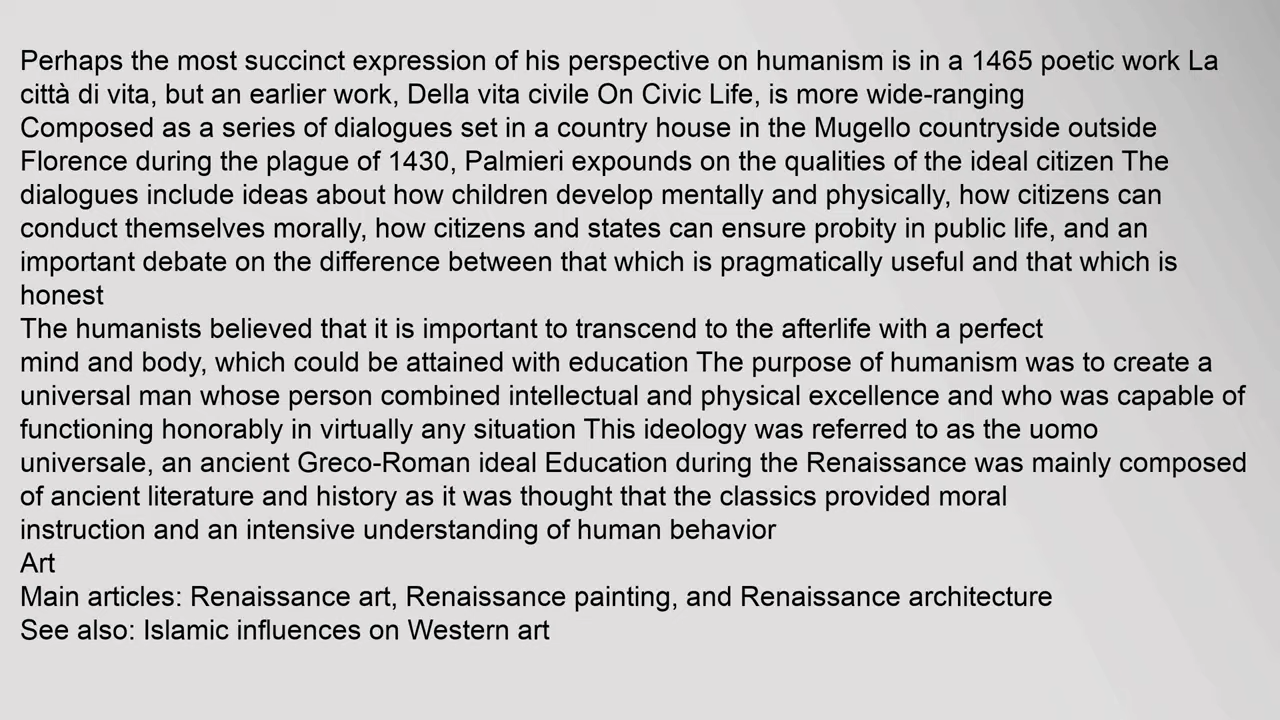 Perhaps the most succinct expression of his perspective on humanism is in a 1465 poetic work La
città di vita, but an earlier work, Della vita civile On Civic Life, is more wide-ranging
Composed as a series of dialogues set in a country house in the Mugello countryside outside
Florence during the plague of 1430, Palmieri expounds on the qualities of the ideal citizen The
dialogues include ideas about how children develop mentally and physically, how citizens can
conduct themselves morally, how citizens and states can ensure probity in public life, and an
important debate on the difference between that which is pragmatically useful and that which is
honest
The humanists believed that it is important to transcend to the afterlife with a perfect
mind and body, which could be attained with education The purpose of humanism was to create a
universal man whose person combined intellectual and physical excellence and who was capable of
functioning honorably in virtually any situation This ideology was referred to as the uomo
universale, an ancient Greco-Roman ideal Education during the Renaissance was mainly composed
of ancient literature and history as it was thought that the classics provided moral
instruction and an intensive understanding of human behavior
Art
Main articles: Renaissance art, Renaissance painting, and Renaissance architecture
See also: Islamic influences on Western art